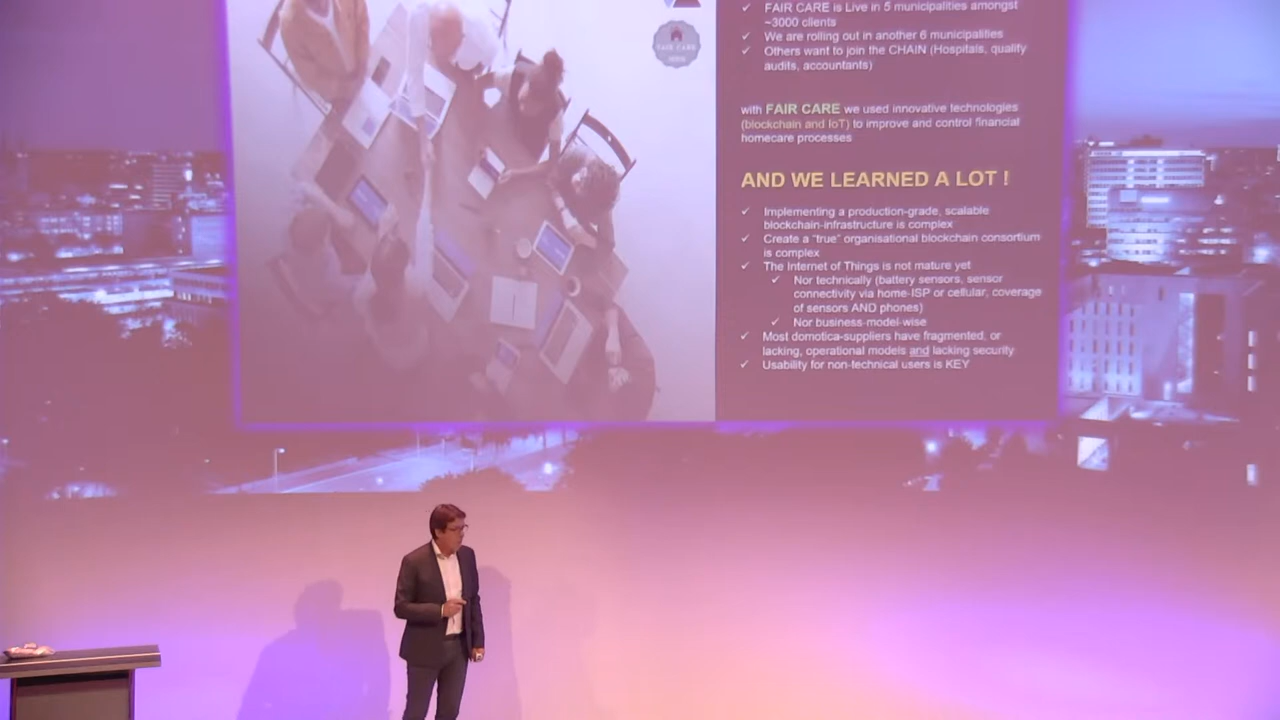 ✓ FAIR CARE is Live in 5 municipalities amongst
~3000 clients
✓ We are rolling out in another 6 municipalities
✓ Others want to join the CHAIN (Hospitals, quality
audits, accountants)
FAIR CARE
with FAIR CARE we used innovative technologies
(blockchain and IoT) to improve and control financial
homecare processes
AND WE LEARNED A LOT !
✓ Implementing a production-grade, scalable
blockchain-infrastructure is complex
✓ Create a "true" organisational blockchain consortium
is complex
✓ The Internet of Things is not mature yet
✓ Nor technically (battery sensors, sensor
connectivity via home-ISP or cellular, coverage
of sensors AND phones)
✓ Nor business-model-wise
✓ Most domotica-suppliers have fragmented, or
lacking, operational models and lacking security
✓ Usability for non-technical users is KEY